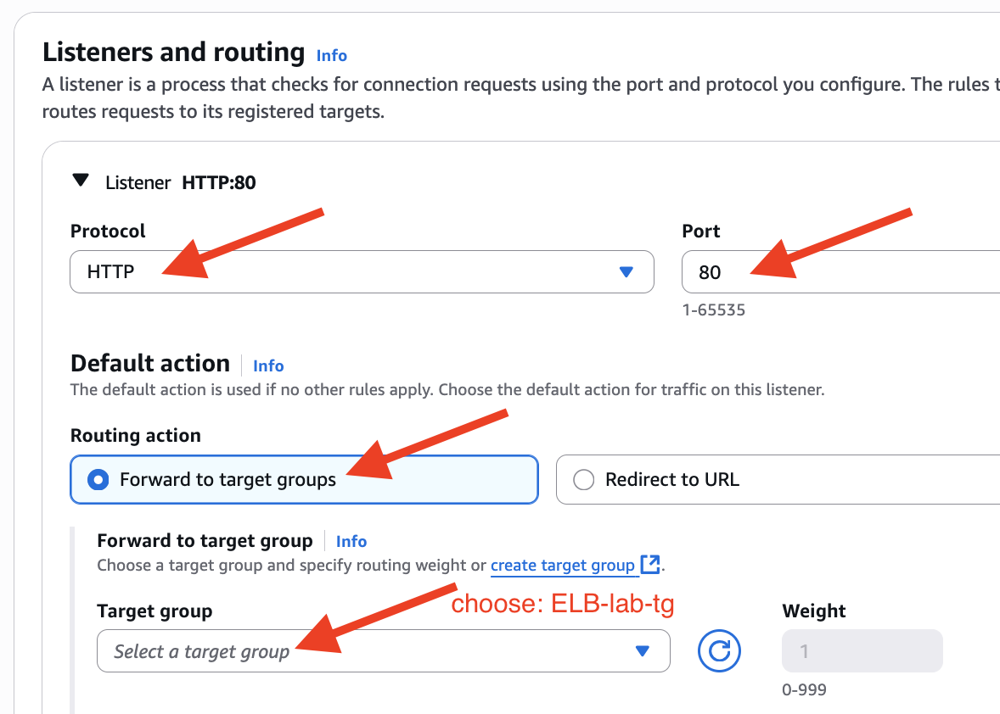 Listeners and routing Info
A listener is a process that checks for connection requests using the port and protocol you configure. The rules
routes requests to its registered targets.
Listener HTTP:80
Protocol
Port
HTTP
80
1-65535
Default action Info
The default action is used if no other rules apply. Choose the default action for traffic on this listener.
Routing action
Forward to target groups
Redirect to URL
Forward to target group Info
Choose a target group and specify routing weight or create target group .
choose: ELB-lab-tg
Target group
Weight
Select a target group
1
0-999